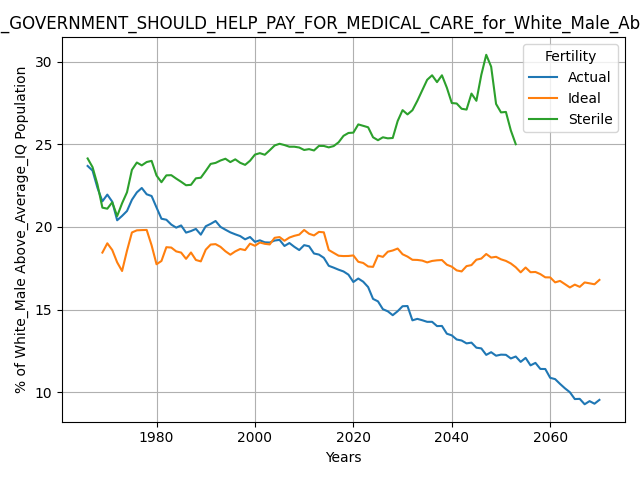 _GOVERNMENT_SHOULD_HELP_PAY_FOR_MEDICAL_CARE_for_White_Male_Ab
% of White_Male Above_Average_IQ Population
30
25
20
15
10
Fertility
Actual
Ideal
Sterile
1980 2000 2020 2040 2060
Years